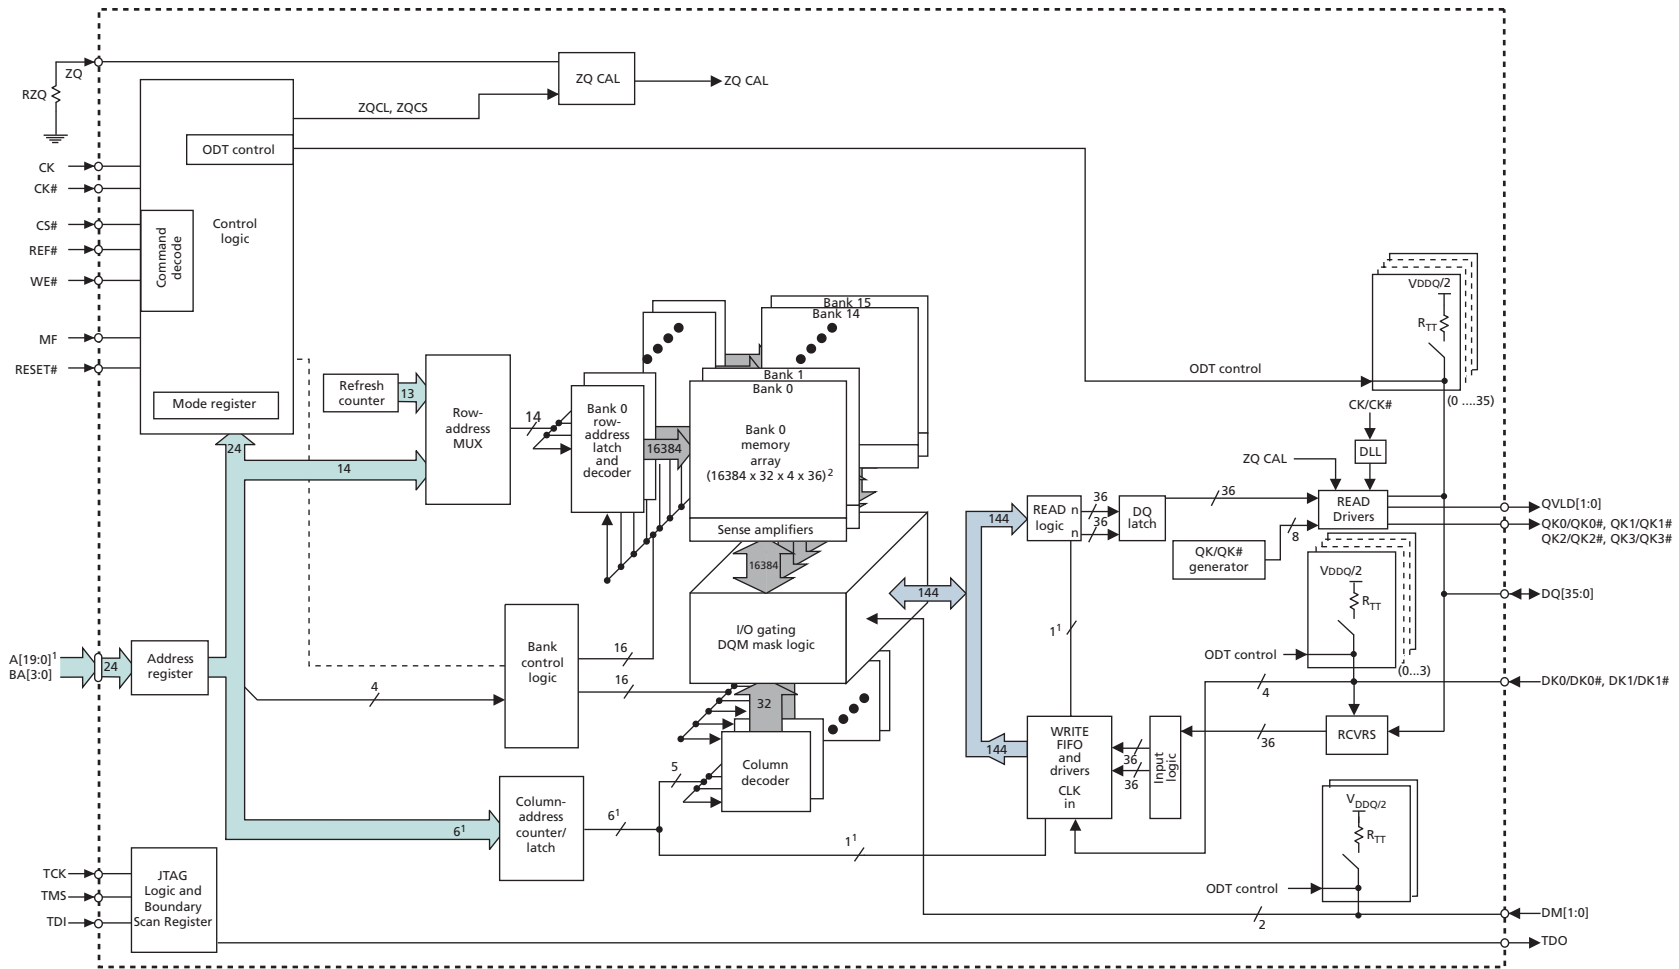 ZQ
RZQ
ZQ CAL
ZQ CAL
ZQCL, ZQCS
ODT control
CK
CK#
CS#
REF#
WE#
MF
RESET#
Command
decode
Control
logic
Mode register
24
14
Refresh
counter
13
Row-
address
MUX
14
Bank 0
row-
address
latch
and
decoder
16384
Bank 15
Bank 14
Bank 1
Bank 0
Bank 0
memory
array
(16384 x 32 x 4 x 36)²
Sense amplifiers
16384
I/O gating
DQM mask logic
32
Column
decoder
Bank
control
logic
16
16
4
A[19:0]¹
BA[3:0]
24
Address
register
6¹
Column-
address
counter/
latch
6¹
5
1¹
TCK
TMS
TDI
JTAG
Logic and
Boundary
Scan Register
144
144
144
READ n
logic
n
36
36
DQ
latch
36
1¹
WRITE
FIFO
and
drivers
CLK
in
36
36
Input
logic
36
RCVRS
4
ODT control
VDDQ/2
RTT
(0 ....35)
CK/CK#
DLL
ZQ CAL
READ
Drivers
QK/QK#
generator
8
VDDQ/2
RTT
ODT control
(0...3)
QVLD[1:0]
QK0/QK0#, QK1/QK1#
QK2/QK2#, QK3/QK3#
DQ[35:0]
DK0/DK0#, DK1/DK1#
VDDQ/2
RTT
ODT control
2
DM[1:0]
TDO